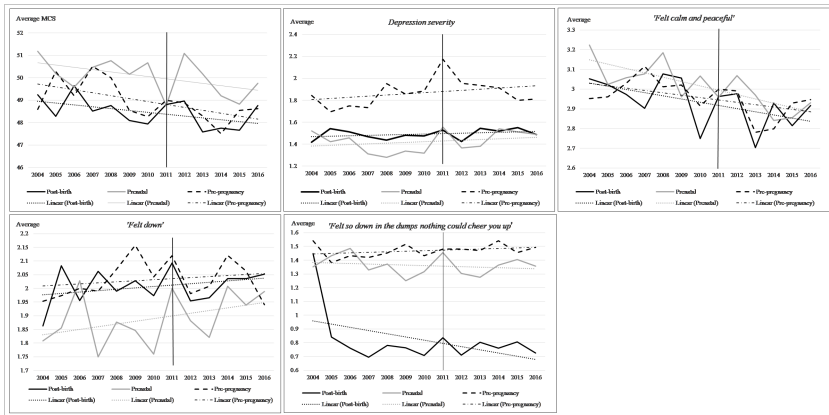 Average MCS
52
50
51
49
48
46
2004 2005 2006 2007 2008 2009 2010 2011 2012 2013 2014 2015 2016
Post-birth Prenatal Pre-pregnancy
Linear (Post-birth) Linear (Prenatal) Linear (Pre-pregnancy)
Average Depression severity
2.4
2.2
2
1.8
1.6
1.4
1.2
2004 2005 2006 2007 2008 2009 2010 2011 2012 2013 2014 2015 2016
Post-birth Prenatal Pre-pregnancy
Linear (Post-birth) Linear (Prenatal) Linear (Pre-pregnancy)
Average 'Felt calm and peaceful'
3.3
3.2
3.1
3
2.9
2.8
2.7
2.6
2004 2005 2006 2007 2008 2009 2010 2011 2012 2013 2014 2015 2016
Post-birth Prenatal Pre-pregnancy
Linear (Post-birth) Linear (Prenatal) Linear (Pre-pregnancy)
Average 'Felt down'
2.2
2.15
2.1
2.05
2
1.95
1.9
1.85
1.8
1.75
1.7
2004 2005 2006 2007 2008 2009 2010 2011 2012 2013 2014 2015 2016
Post-birth Prenatal Pre-pregnancy
Linear (Post-birth) Linear (Prenatal) Linear (Pre-pregnancy)
Average 'Felt so down in the dumps nothing could cheer you up'
1.6
1.5
1.4
1.3
1.2
1.1
1
0.9
0.8
0.7
0.6
2004 2005 2006 2007 2008 2009 2010 2011 2012 2013 2014 2015 2016
Post-birth Prenatal Pre-pregnancy
Linear (Post-birth) Linear (Prenatal) Linear (Pre-pregnancy)